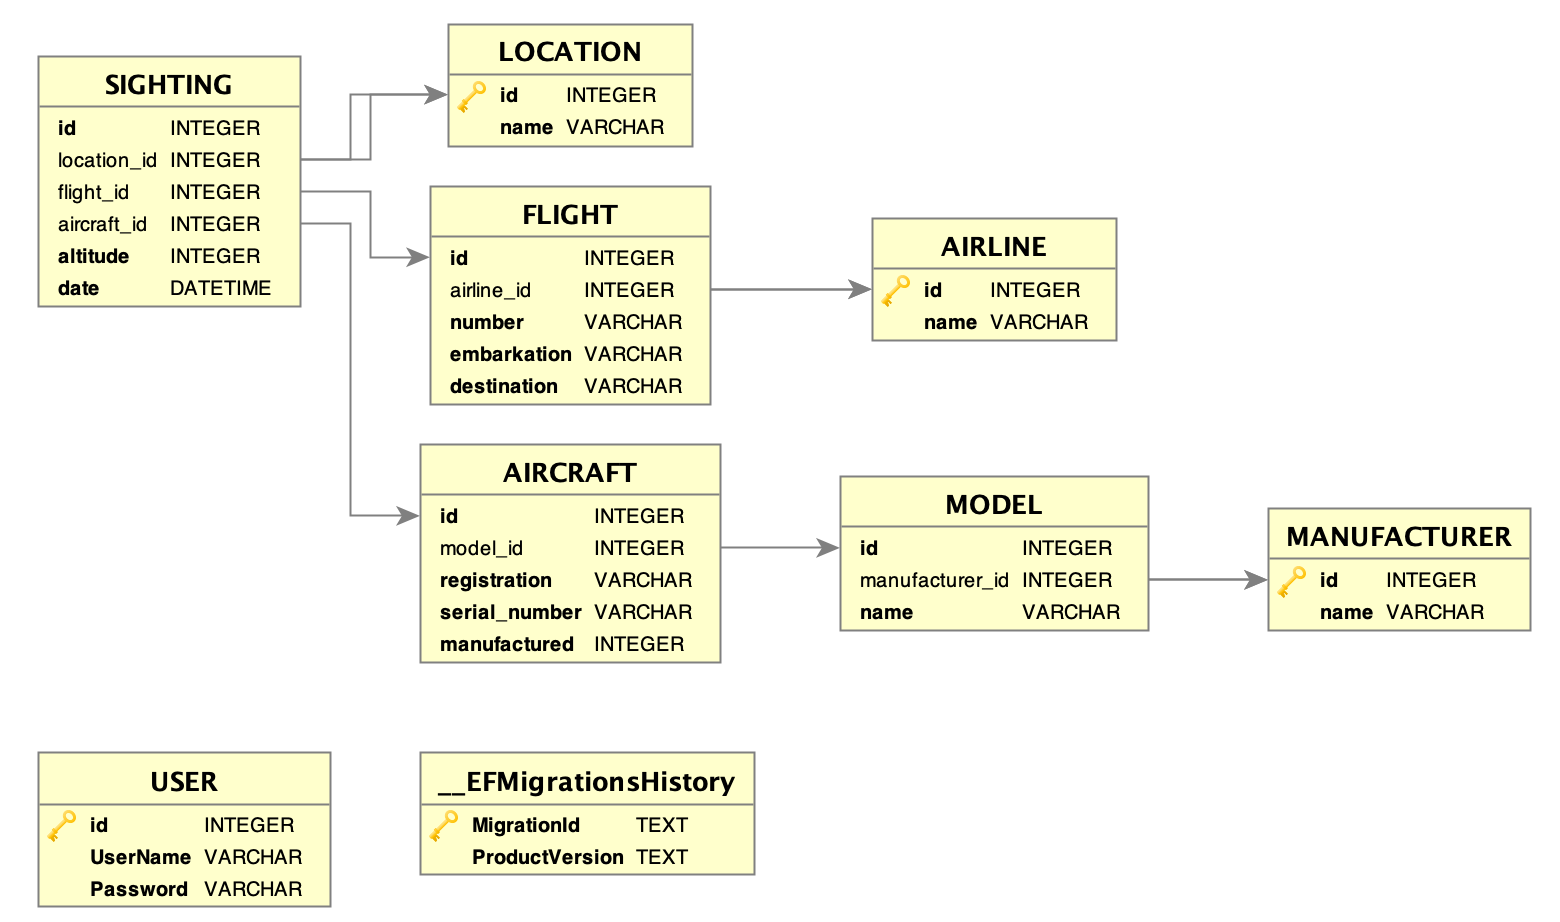 SIGHTING
id INTEGER
location_id INTEGER
flight_id INTEGER
aircraft_id INTEGER
altitude INTEGER
date DATETIME
LOCATION
id INTEGER
name VARCHAR
FLIGHT
id INTEGER
airline_id INTEGER
number VARCHAR
embarkation VARCHAR
destination VARCHAR
AIRLINE
id INTEGER
name VARCHAR
AIRCRAFT
id INTEGER
model_id INTEGER
registration VARCHAR
serial_number VARCHAR
manufactured INTEGER
MODEL
id INTEGER
manufacturer_id INTEGER
name VARCHAR
MANUFACTURER
id INTEGER
name VARCHAR
USER
id INTEGER
UserName VARCHAR
Password VARCHAR
__EFMigrationsHistory
MigrationId TEXT
ProductVersion TEXT